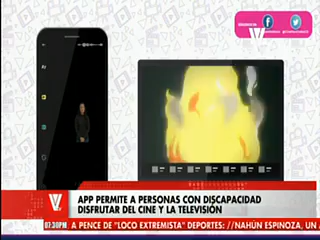 APP PERMITE A PERSONAS CON DISCAPACIDAD
DISFRUTAR DEL CINE Y LA TELEVISIÓN
07:30PM A PENCE DE "LOCO EXTREMISTA" DEPORTES: //NAHÚN ESPINOZA, UN A